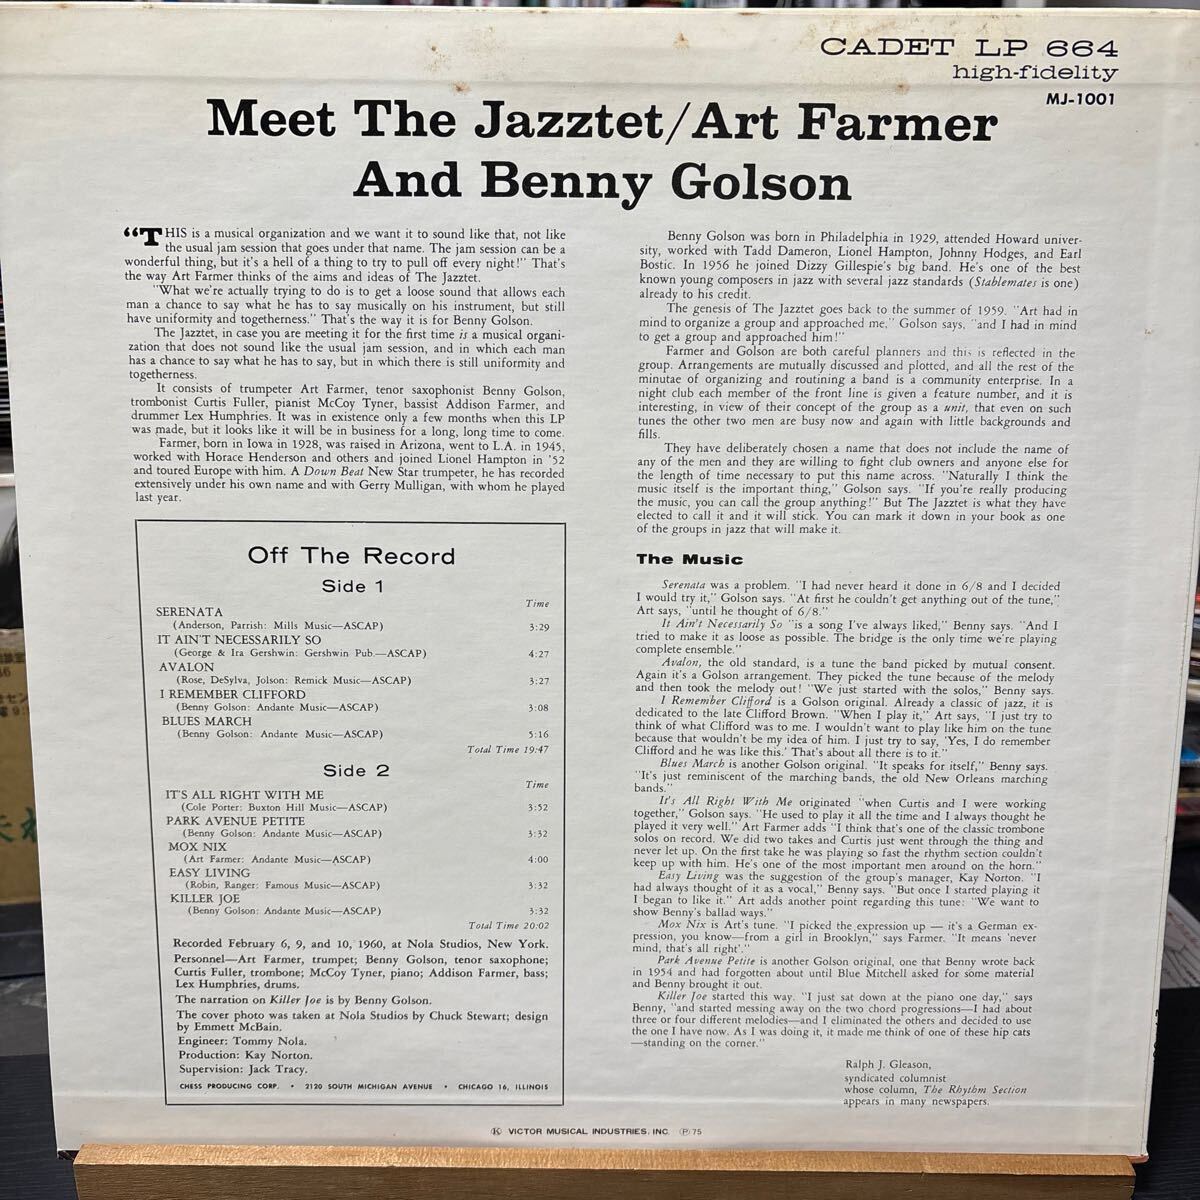 CADET LP 664
high-fidelity
MJ-1001
Meet The Jazztet/Art Farmer
And Benny Golson
“THIS is a musical organization and we want it to sound like that, not like
the usual jam session that goes under that name. The jam session can be a
wonderful thing, but it's a hell of a thing to try to pull off every night!" That's
the way Art Farmer thinks of the aims and ideas of The Jazztet.
"What we're actually trying to do is to get a loose sound that allows each
man a chance to say what he has to say musically on his instrument, but still
have uniformity and togetherness." That's the way it is for Benny Golson.
The Jazztet, in case you are meeting it for the first time is a musical organi-
zation that does not sound like the usual jam session, and in which each man
has a chance to say what he has to say, but in which there is still uniformity and
togetherness.
It consists of trumpeter Art Farmer, tenor saxophonist Benny Golson,
trombonist Curtis Fuller, pianist McCoy Tyner, bassist Addison Farmer, and
drummer Lex Humphries. It was in existence only a few months when this LP
was made, but it looks like it will be in business for a long, long time to come.
Farmer, born in Iowa in 1928, was raised in Arizona, went to L.A. in 1945,
worked with Horace Henderson and others and joined Lionel Hampton in '52
and toured Europe with him. A Down Beat New Star trumpeter, he has recorded
extensively under his own name and with Gerry Mulligan, with whom he played
last year.
Off The Record
Side 1
Time
SERENATA
(Anderson, Parrish: Mills Music—ASCAP) 3:29
IT AIN'T NECESSARILY SO
(George & Ira Gershwin: Gershwin Pub.—ASCAP) 4:27
AVALON
(Rose, DeSylva, Jolson: Remick Music—ASCAP) 3:27
I REMEMBER CLIFFORD
(Benny Golson: Andante Music—ASCAP) 3:08
BLUES MARCH
(Benny Golson: Andante Music—ASCAP) 5:16
Total Time 19:47
Side 2
Time
IT'S ALL RIGHT WITH ME
(Cole Porter: Buxton Hill Music—ASCAP) 3:52
PARK AVENUE PETITE
(Benny Golson: Andante Music—ASCAP) 3:32
MOX NIX
(Art Farmer: Andante Music—ASCAP) 4:00
EASY LIVING
(Robin, Ranger: Famous Music—ASCAP) 3:32
KILLER JOE
(Benny Golson: Andante Music—ASCAP) 3:32
Total Time 20:02
Recorded February 6, 9, and 10, 1960, at Nola Studios, New York.
Personnel—Art Farmer, trumpet; Benny Golson, tenor saxophone;
Curtis Fuller, trombone; McCoy Tyner, piano; Addison Farmer, bass;
Lex Humphries, drums.
The narration on Killer Joe is by Benny Golson.
The cover photo was taken at Nola Studios by Chuck Stewart; design
by Emmett McBain.
Engineer: Tommy Nola.
Production: Kay Norton.
Supervision: Jack Tracy.
CHESS PRODUCING CORP. • 2120 SOUTH MICHIGAN AVENUE • CHICAGO 16, ILLINOIS
Benny Golson was born in Philadelphia in 1929, attended Howard univer-
sity, worked with Tadd Dameron, Lionel Hampton, Johnny Hodges, and Earl
Bostic. In 1956 he joined Dizzy Gillespie's big band. He's one of the best
known young composers in jazz with several jazz standards (Stablemates is one)
already to his credit.
The genesis of The Jazztet goes back to the summer of 1959. "Art had in
mind to organize a group and approached me," Golson says, "and I had in mind
to get a group and approached him!"
Farmer and Golson are both careful planners and this is reflected in the
group. Arrangements are mutually discussed and plotted, and all the rest of the
minutae of organizing and routining a band is a community enterprise. In a
night club each member of the front line is given a feature number, and it is
interesting, in view of their concept of the group as a unit, that even on such
tunes the other two men are busy now and again with little backgrounds and
fills.
They have deliberately chosen a name that does not include the name of
any of the men and they are willing to fight club owners and anyone else for
the length of time necessary to put this name across. "Naturally I think the
music itself is the important thing," Golson says. "If you're really producing
the music, you can call the group anything!" But The Jazztet is what they have
elected to call it and it will stick. You can mark it down in your book as one
of the groups in jazz that will make it.
The Music
Serenata was a problem. "I had never heard it done in 6/8 and I decided
I would try it," Golson says. "At first he couldn't get anything out of the tune,"
Art says, "until he thought of 6/8."
It Ain't Necessarily So "is a song I've always liked," Benny says. "And I
tried to make it as loose as possible. The bridge is the only time we're playing
complete ensemble."
Avalon, the old standard, is a tune the band picked by mutual consent.
Again it's a Golson arrangement. They picked the tune because of the melody
and then took the melody out! "We just started with the solos," Benny says.
I Remember Clifford is a Golson original. Already a classic of jazz, it is
dedicated to the late Clifford Brown. "When I play it," Art says, "I just try to
think of what Clifford was to me. I wouldn't want to play like him on the tune
because that wouldn't be my idea of him. I just try to say, 'Yes, I do remember
Clifford and he was like this.' That's about all there is to it."
Blues March is another Golson original. "It speaks for itself," Benny says.
"It's just reminiscent of the marching bands, the old New Orleans marching
bands."
It's All Right With Me originated "when Curtis and I were working
together," Golson says. "He used to play it all the time and I always thought he
played it very well." Art Farmer adds "I think that's one of the classic trombone
solos on record. We did two takes and Curtis just went through the thing and
never let up. On the first take he was playing so fast the rhythm section couldn't
keep up with him. He's one of the most important men around on the horn."
Easy Living was the suggestion of the group's manager, Kay Norton. "I
had always thought of it as a vocal," Benny says. "But once I started playing it
I began to like it." Art adds another point regarding this tune: "We want to
show Benny's ballad ways."
Mox Nix is Art's tune. "I picked the expression up — it's a German ex-
pression, you know—from a girl in Brooklyn," says Farmer. "It means 'never
mind, that's all right'."
Park Avenue Petite is another Golson original, one that Benny wrote back
in 1954 and had forgotten about until Blue Mitchell asked for some material
and Benny brought it out.
Killer Joe started this way. "I just sat down at the piano one day," says
Benny, "and started messing away on the two chord progressions—I had about
three or four different melodies—and I eliminated the others and decided to use
the one I have now. As I was doing it, it made me think of one of these hip cats
—standing on the corner."
Ralph J. Gleason,
syndicated columnist
whose column, The Rhythm Section
appears in many newspapers.
Ⓚ VICTOR MUSICAL INDUSTRIES, INC. Ⓟ 75